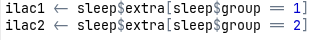 ilac1 <- sleep$extra[sleep$group == 1]
ilac2 <- sleep$extra[sleep$group == 2]